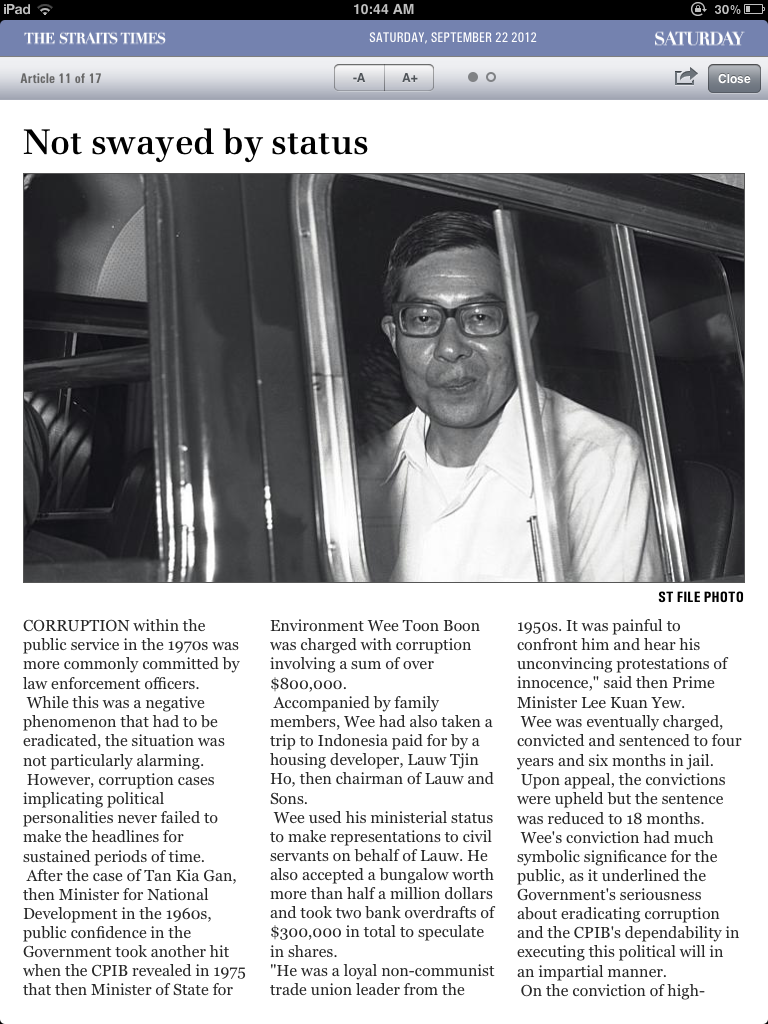 iPad 10:44 AM 30%
THE STRAITS TIMES SATURDAY, SEPTEMBER 22 2012 SATURDAY
Article 11 of 17 -A A+ Close
Not swayed by status
ST FILE PHOTO
CORRUPTION within the
public service in the 1970s was
more commonly committed by
law enforcement officers.
While this was a negative
phenomenon that had to be
eradicated, the situation was
not particularly alarming.
However, corruption cases
implicating political
personalities never failed to
make the headlines for
sustained periods of time.
After the case of Tan Kia Gan,
then Minister for National
Development in the 1960s,
public confidence in the
Government took another hit
when the CPIB revealed in 1975
that then Minister of State for
Environment Wee Toon Boon
was charged with corruption
involving a sum of over
$800,000.
Accompanied by family
members, Wee had also taken a
trip to Indonesia paid for by a
housing developer, Lauw Tjin
Ho, then chairman of Lauw and
Sons.
Wee used his ministerial status
to make representations to civil
servants on behalf of Lauw. He
also accepted a bungalow worth
more than half a million dollars
and took two bank overdrafts of
$300,000 in total to speculate
in shares.
"He was a loyal non-communist
trade union leader from the
1950s. It was painful to
confront him and hear his
unconvincing protestations of
innocence," said then Prime
Minister Lee Kuan Yew.
Wee was eventually charged,
convicted and sentenced to four
years and six months in jail.
Upon appeal, the convictions
were upheld but the sentence
was reduced to 18 months.
Wee's conviction had much
symbolic significance for the
public, as it underlined the
Government's seriousness
about eradicating corruption
and the CPIB's dependability in
executing this political will in
an impartial manner.
On the conviction of high-